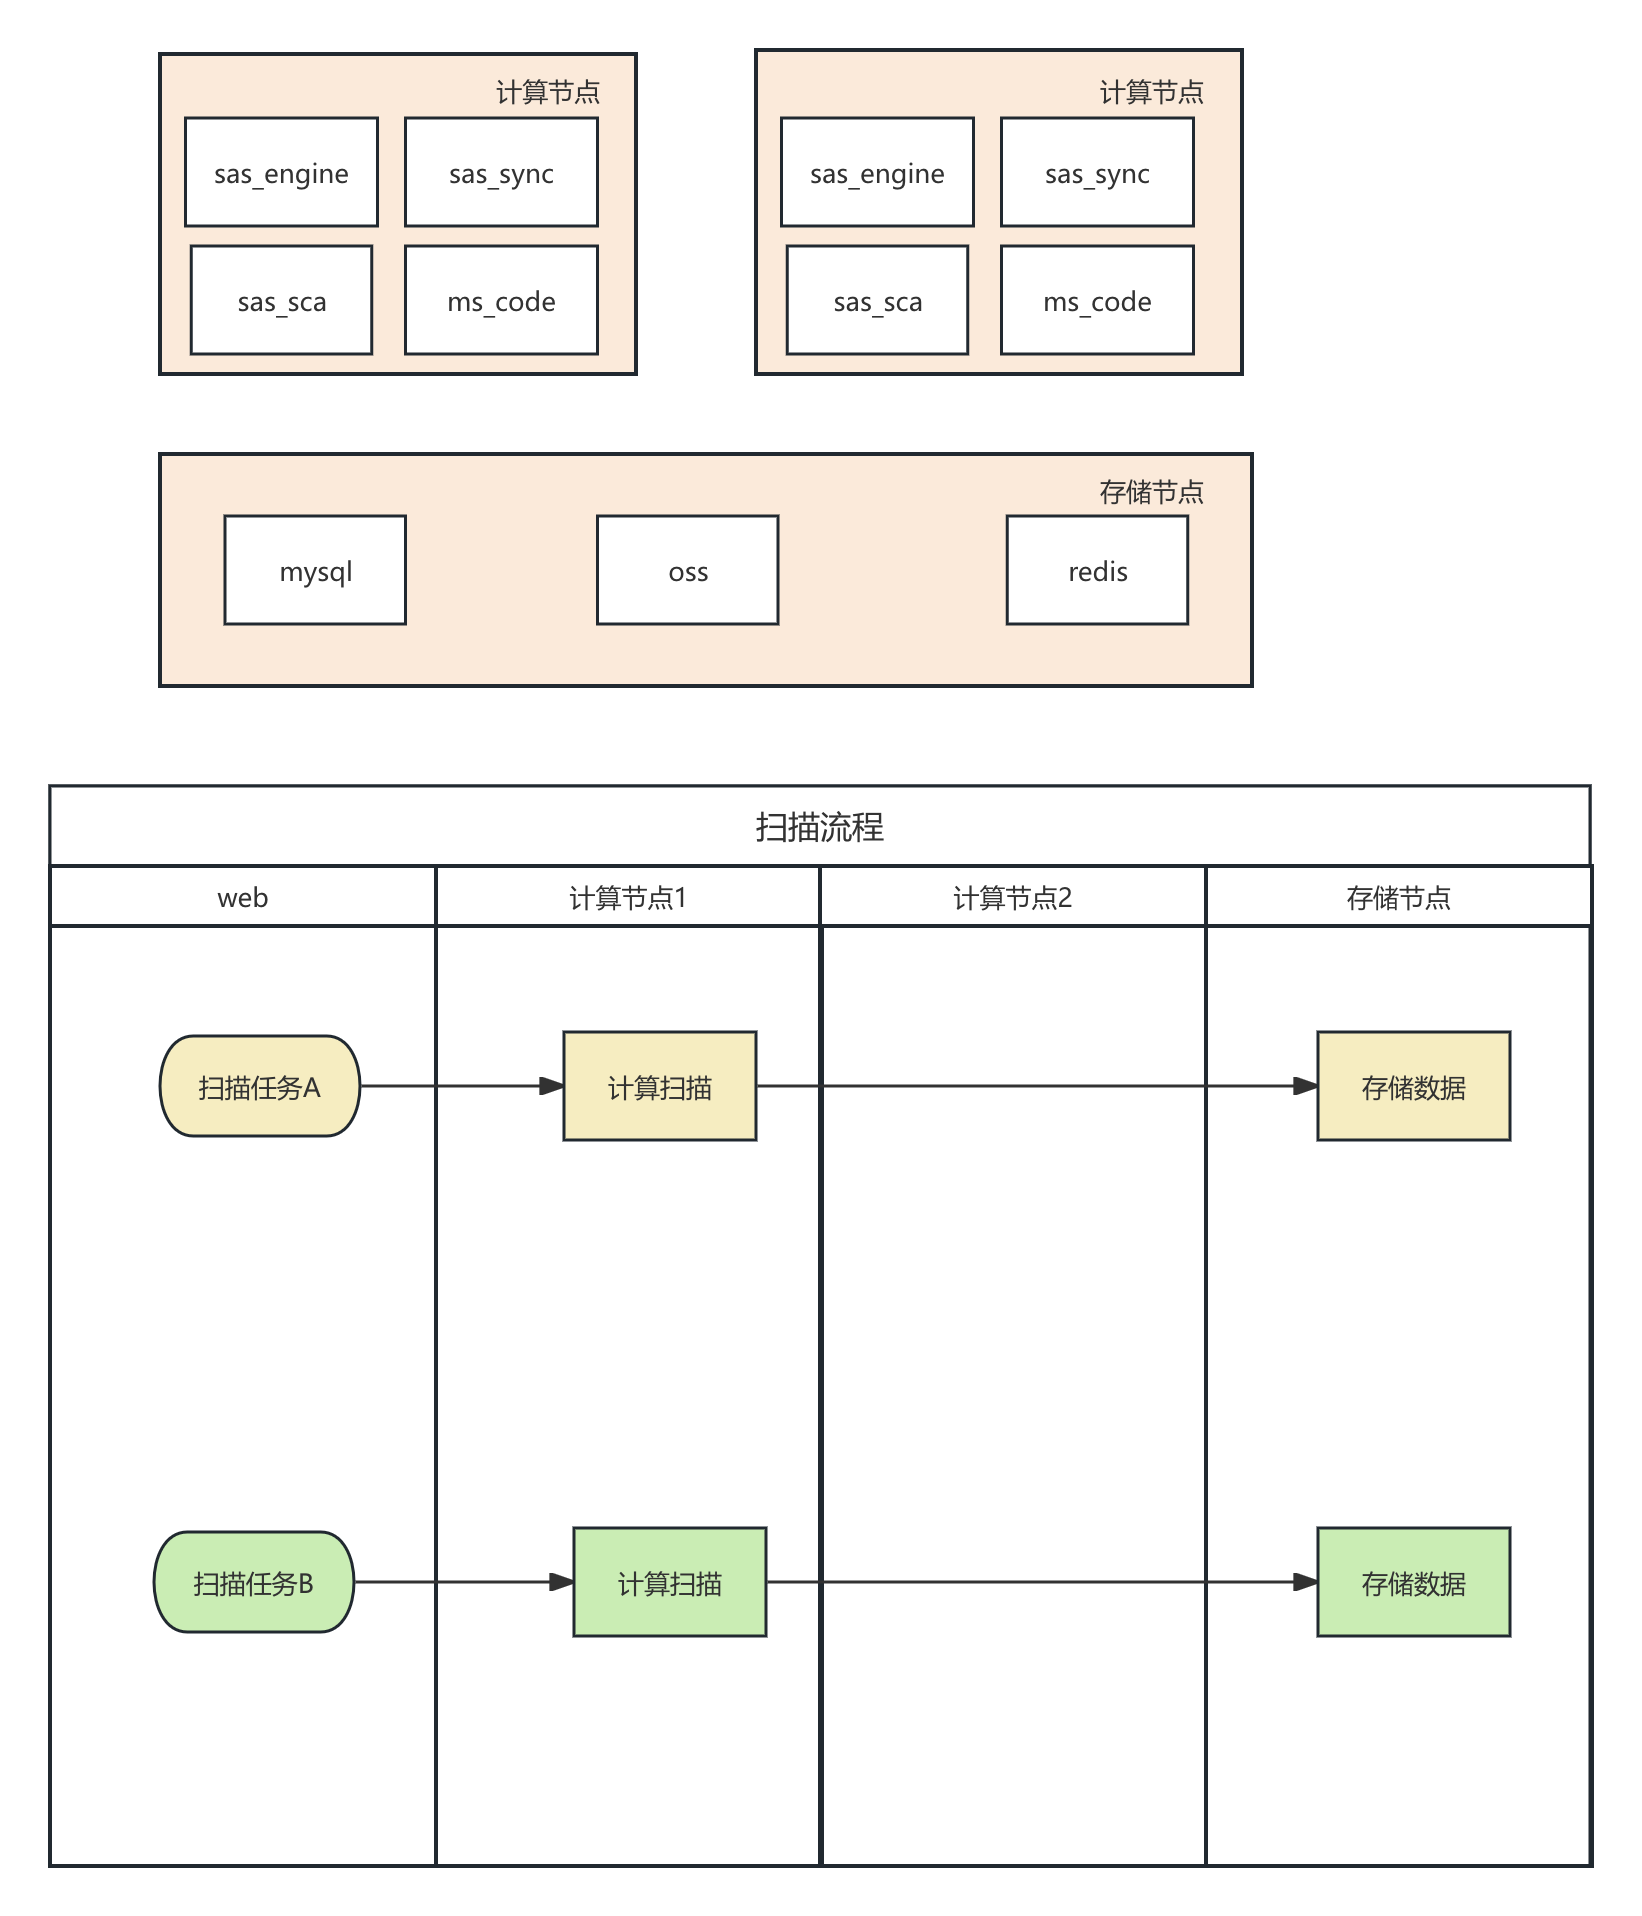 计算节点
sas_engine
sas_sync
sas_sca
ms_code
计算节点
sas_engine
sas_sync
sas_sca
ms_code
存储节点
mysql
oss
redis
扫描流程
web
计算节点1
计算节点2
存储节点
扫描任务A
计算扫描
存储数据
扫描任务B
计算扫描
存储数据